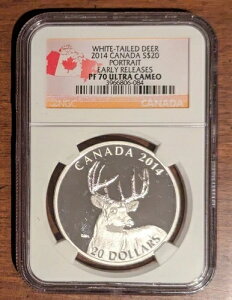 WHITE-TAILED DEER
2014 CANADA S$20
PORTRAIT
EARLY RELEASES
PF 70 ULTRA CAMEO
3966806-084
NGC
CANADA
CANADA 2014
20 DOLLARS